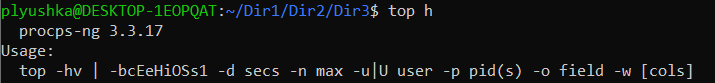 plyushka@DESKTOP-1EOPQAT:~/Dir1/Dir2/Dir3$ top h
  procps-ng 3.3.17
Usage:
  top -hv | -bcEeHiOSs1 -d secs -n max -u|U user -p pid(s) -o field -w [cols]